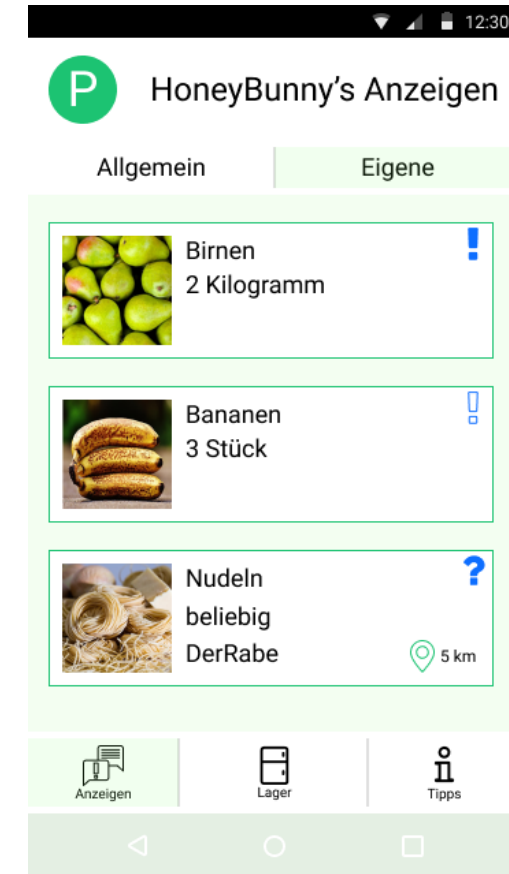 12:30
P
HoneyBunny’s Anzeigen
Allgemein
Eigene
Birnen
2 Kilogramm
!
Bananen
3 Stück
!
Nudeln
beliebig
DerRabe
?
5 km
Anzeigen
Lager
Tipps